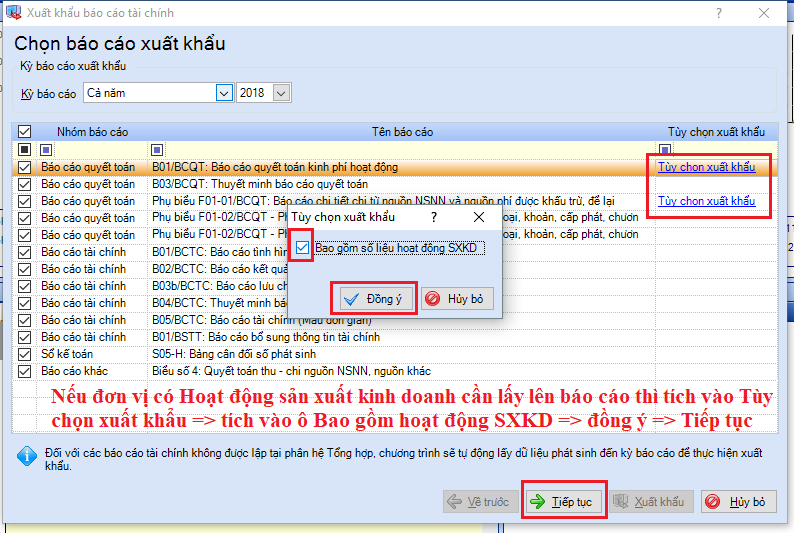 Xuất khẩu báo cáo tài chính
Chọn báo cáo xuất khẩu
Kỳ báo cáo xuất khẩu
Kỳ báo cáo Cả năm 2018
Nhóm báo cáo Tên báo cáo Tùy chọn xuất khẩu
Báo cáo quyết toán B01/BCQT: Báo cáo quyết toán kinh phí hoạt động Tùy chọn xuất khẩu
Báo cáo quyết toán B03/BCQT: Thuyết minh báo cáo quyết toán
Báo cáo quyết toán Phụ biểu F01-01/BCQT: Báo cáo chi tiết chi từ nguồn NSNN và nguồn phí được khấu trừ, để lại Tùy chọn xuất khẩu
Báo cáo quyết toán Phụ biểu F01-02/BCQT - Ph oại, khoản, cấp phát, chươn
Báo cáo quyết toán Phụ biểu F01-02/BCQT - Ph oại, khoản, cấp phát, chươn
Báo cáo tài chính B01/BCTC: Báo cáo tình hìn
Báo cáo tài chính B02/BCTC: Báo cáo kết quả
Báo cáo tài chính B03b/BCTC: Báo cáo lưu ch
Báo cáo tài chính B04/BCTC: Thuyết minh báo
Báo cáo tài chính B05/BCTC: Báo cáo tài chính (Mẫu đơn giản)
Báo cáo tài chính B01/BSTT: Báo cáo bổ sung thông tin tài chính
Sổ kế toán S05-H: Bảng cân đối số phát sinh
Báo cáo khác Biểu số 4: Quyết toán thu - chi nguồn NSNN, nguồn khác
Tùy chọn xuất khẩu ?
Bao gồm số liệu hoạt động SXKD
Đồng ý Hủy bỏ
Nếu đơn vị có Hoạt động sản xuất kinh doanh cần lấy lên báo cáo thì tích vào Tùy
chọn xuất khẩu => tích vào ô Bao gồm hoạt động SXKD => đồng ý => Tiếp tục
Đối với các báo cáo tài chính không được lập tại phân hệ Tổng hợp, chương trình sẽ tự động lấy dữ liệu phát sinh đến kỳ báo cáo để thực hiện xuất
khẩu.
Về trước Tiếp tục Xuất khẩu Hủy bỏ